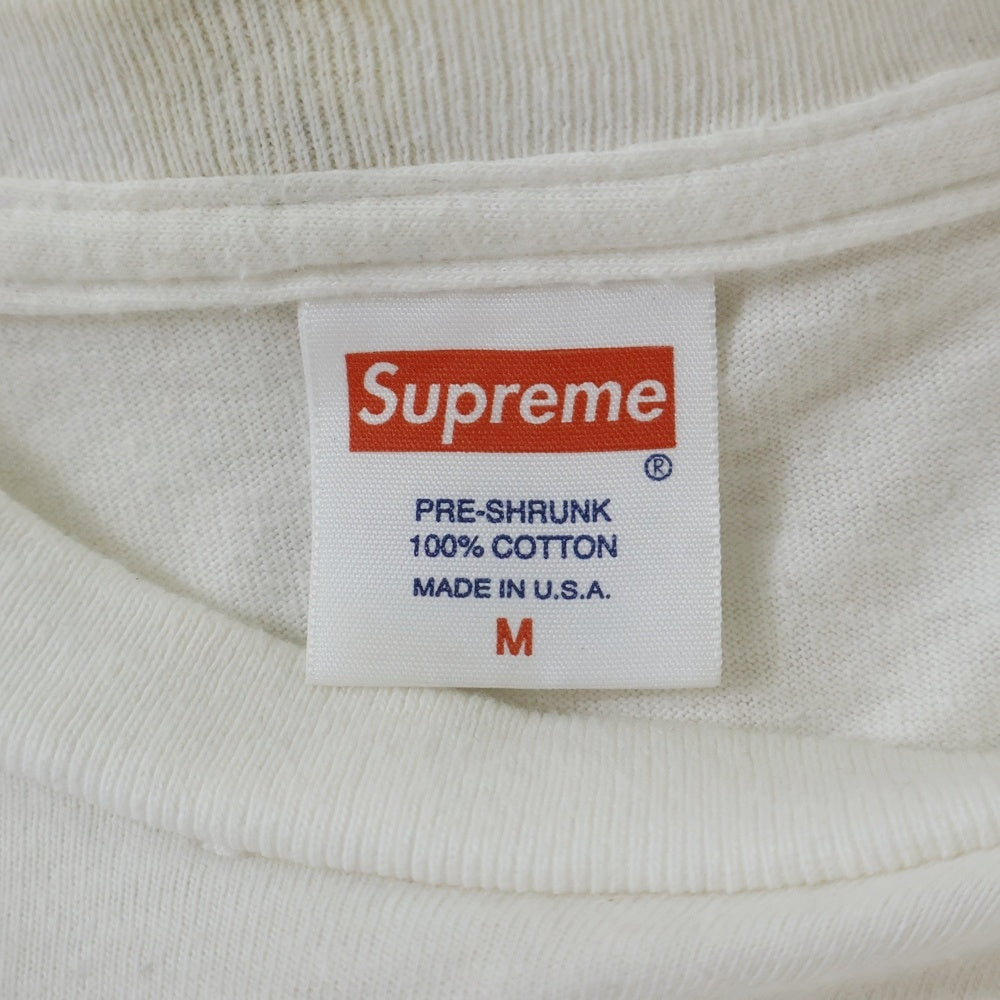 Supreme
®
PRE-SHRUNK
100% COTTON
MADE IN U.S.A.
M